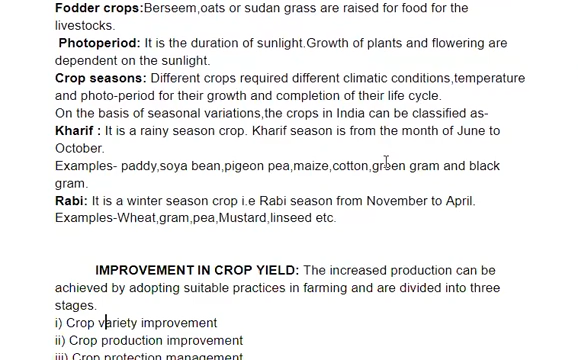 Fodder crops:Berseem,oats or sudan grass are raised for food for the
livestocks.
Photoperiod: It is the duration of sunlight.Growth of plants and flowering are
dependent on the sunlight.
Crop seasons: Different crops required different climatic conditions,temperature
and photo-period for their growth and completion of their life cycle.
On the basis of seasonal variations,the crops in India can be classified as-
Kharif : It is a rainy season crop. Kharif season is from the month of June to
October.
Examples- paddy,soya bean,pigeon pea,maize,cotton,green gram and black
gram.
Rabi: It is a winter season crop i.e Rabi season from November to April.
Examples-Wheat,gram,pea,Mustard,linseed etc.
IMPROVEMENT IN CROP YIELD: The increased production can be
achieved by adopting suitable practices in farming and are divided into three
stages.
i) Crop variety improvement
ii) Crop production improvement
iii) Crop protection management